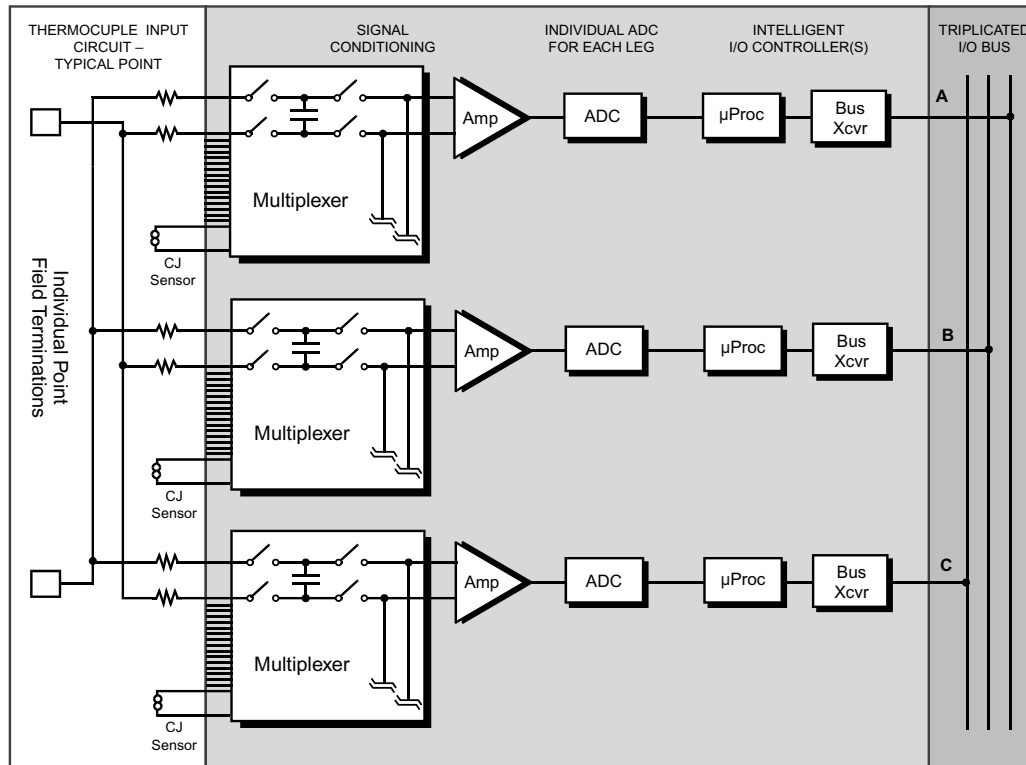 THERMOCUPLE INPUT
CIRCUIT –
TYPICAL POINT
SIGNAL
CONDITIONING
INDIVIDUAL ADC
FOR EACH LEG
INTELLIGENT
I/O CONTROLLER(S)
TRIPLICATED
I/O BUS
Individual Point
Field Terminations
Multiplexer
CJ
Sensor
Amp
ADC
µProc
Bus
Xcvr
A
Multiplexer
CJ
Sensor
Amp
ADC
µProc
Bus
Xcvr
B
Multiplexer
CJ
Sensor
Amp
ADC
µProc
Bus
Xcvr
C